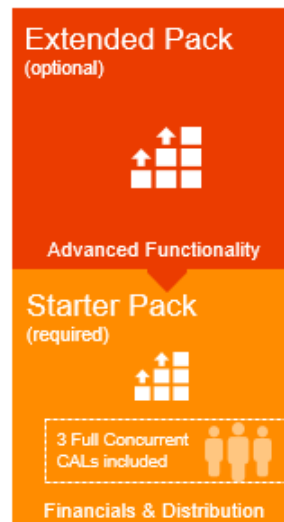 Extended Pack
(optional)
Advanced Functionality
Starter Pack
(required)
3 Full Concurrent
CALs included
Financials & Distribution